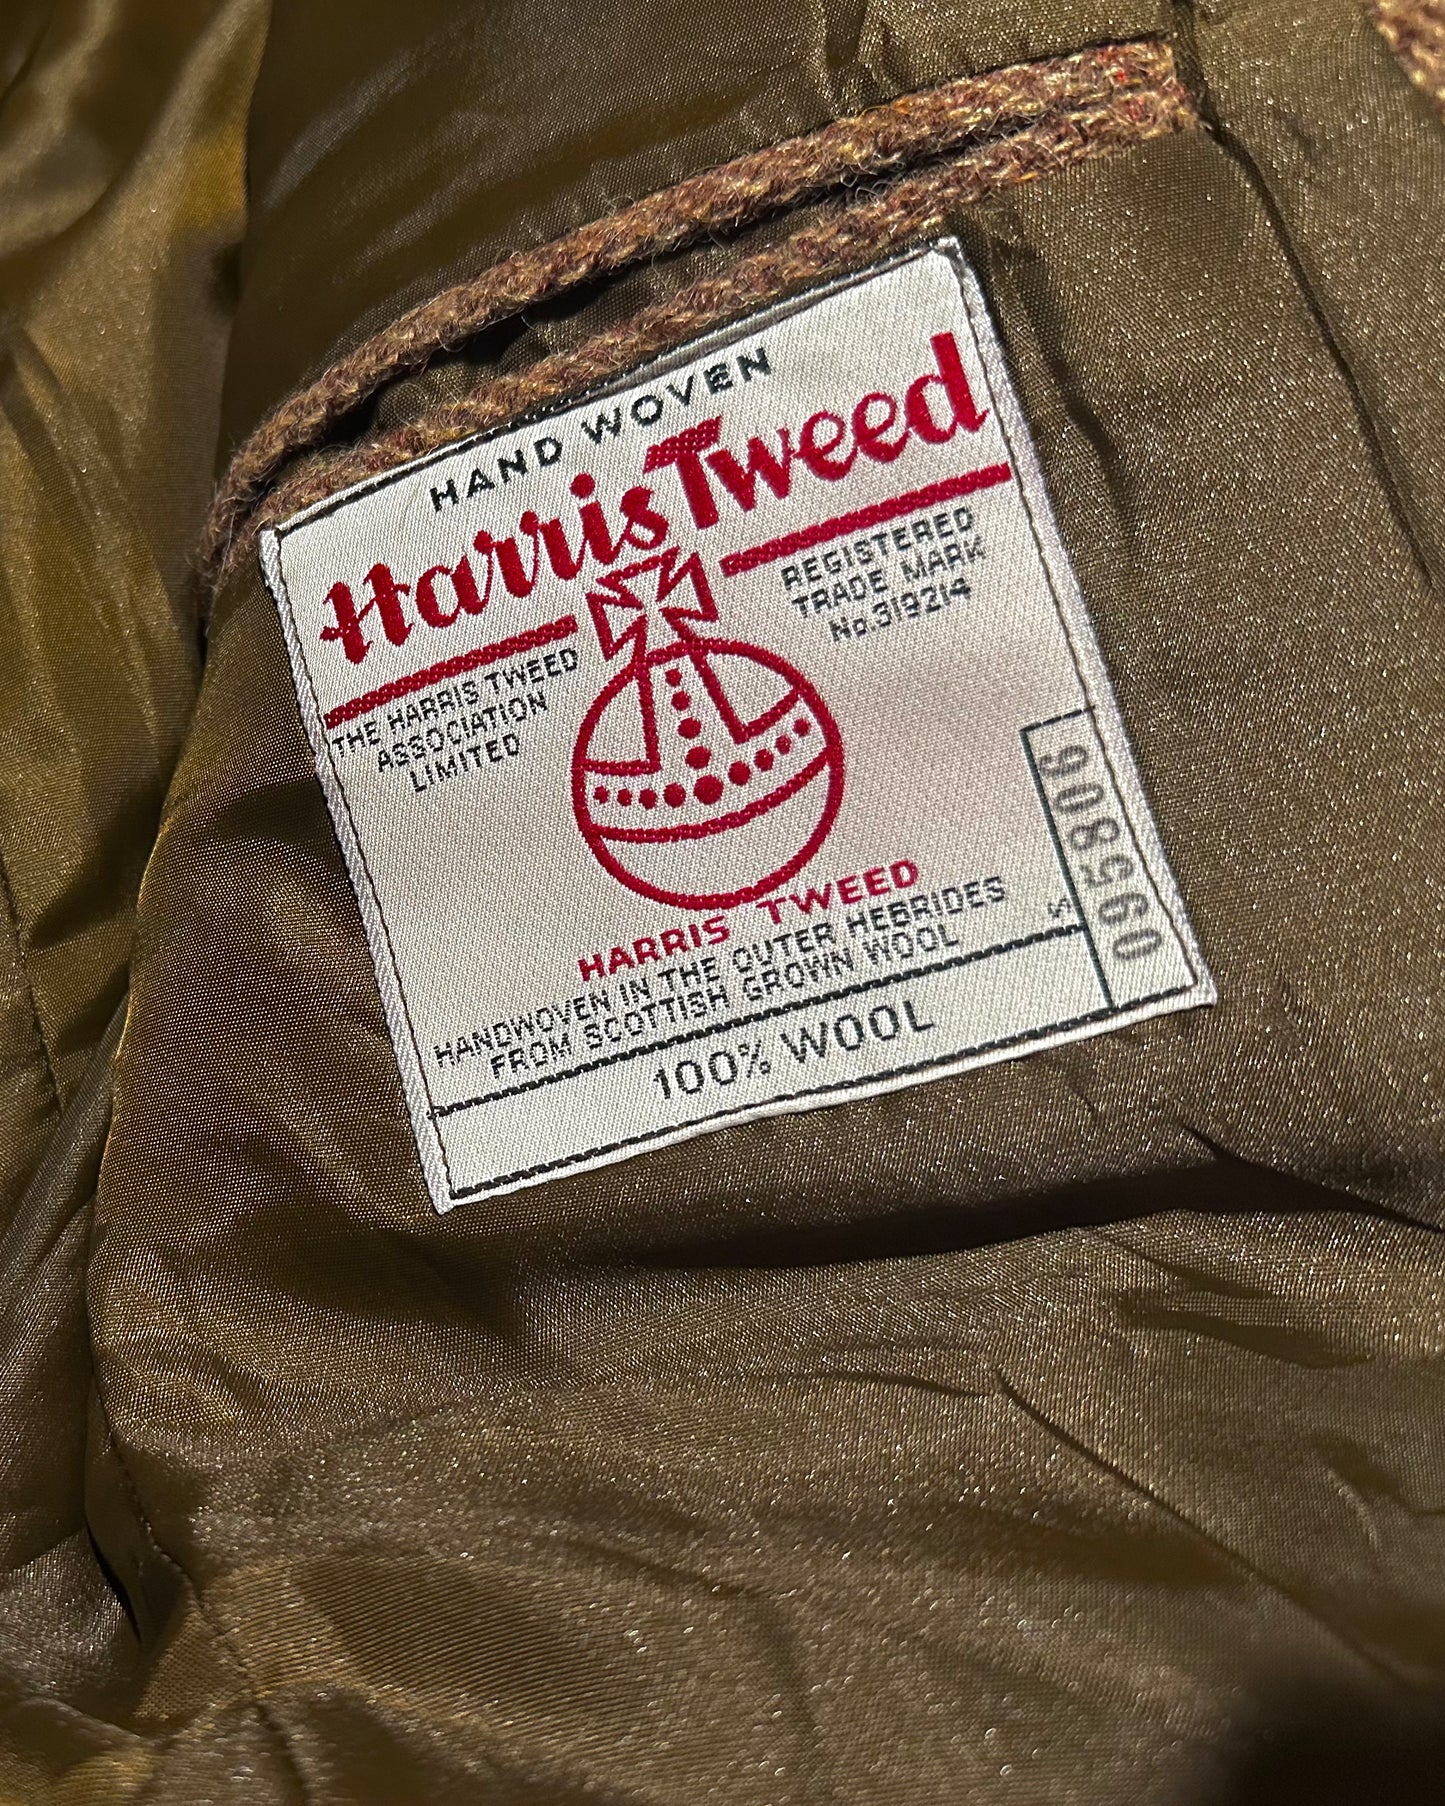 HAND WOVEN
Harris Tweed
THE HARRIS TWEED
ASSOCIATION
LIMITED
REGISTERED
TRADE MARK
No.319214
HARRIS TWEED
HANDWOVEN IN THE OUTER HEBRIDES
FROM SCOTTISH GROWN WOOL
S
100% WOOL
095806